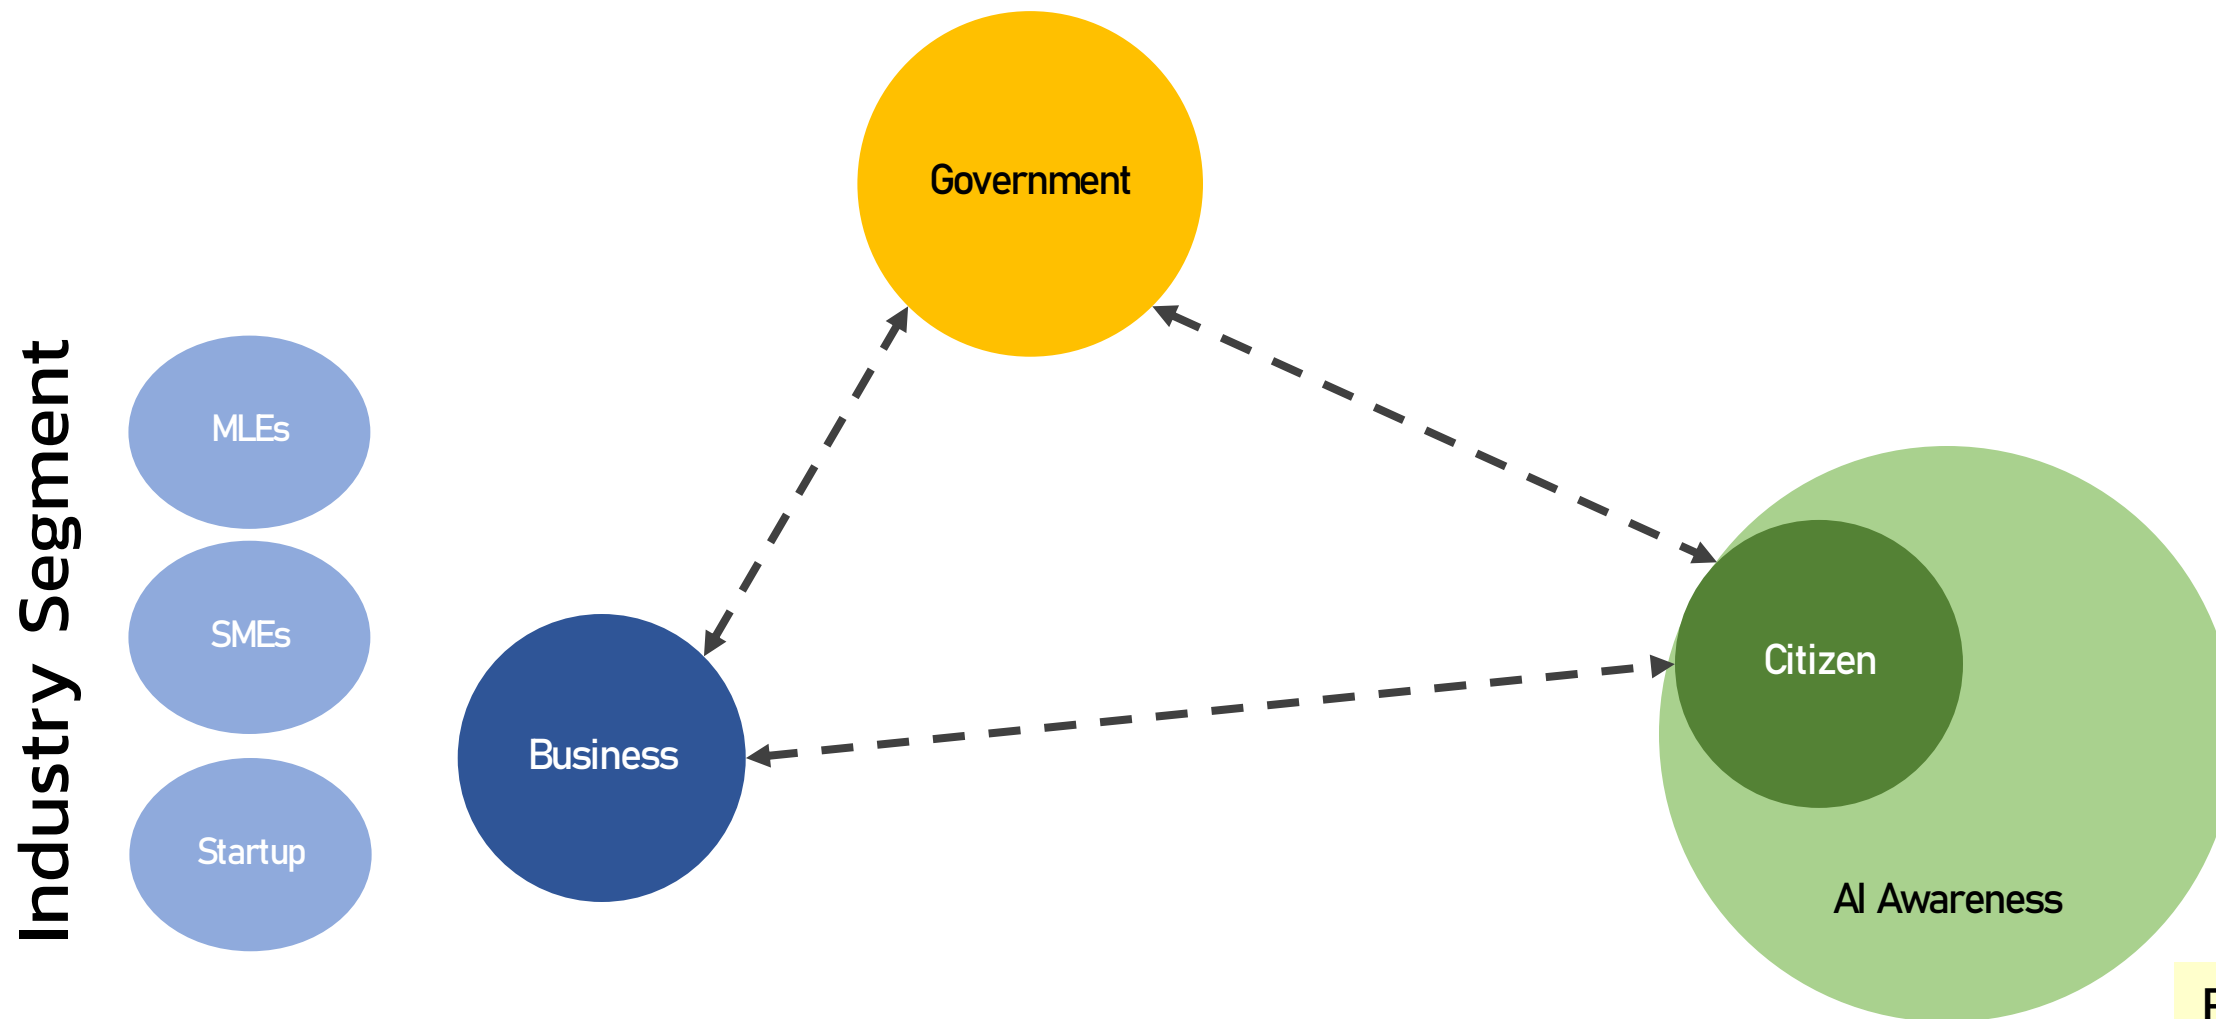 Government
Industry Segment
MLEs
SMEs
Startup
Business
Citizen
AI Awareness